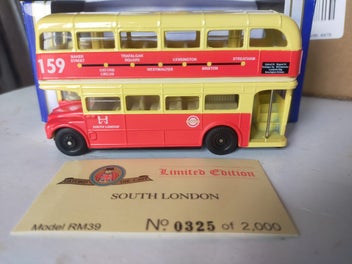 159
BAKER STREET
TRAFALGAR SQUARE
KENNINGTON
STREATHAM
OXFORD CIRCUS
WESTMINSTER
BRIXTON
SOUTH LONDON
Limited Edition
SOUTH LONDON
Model RM39
No. 0325 of 2,000